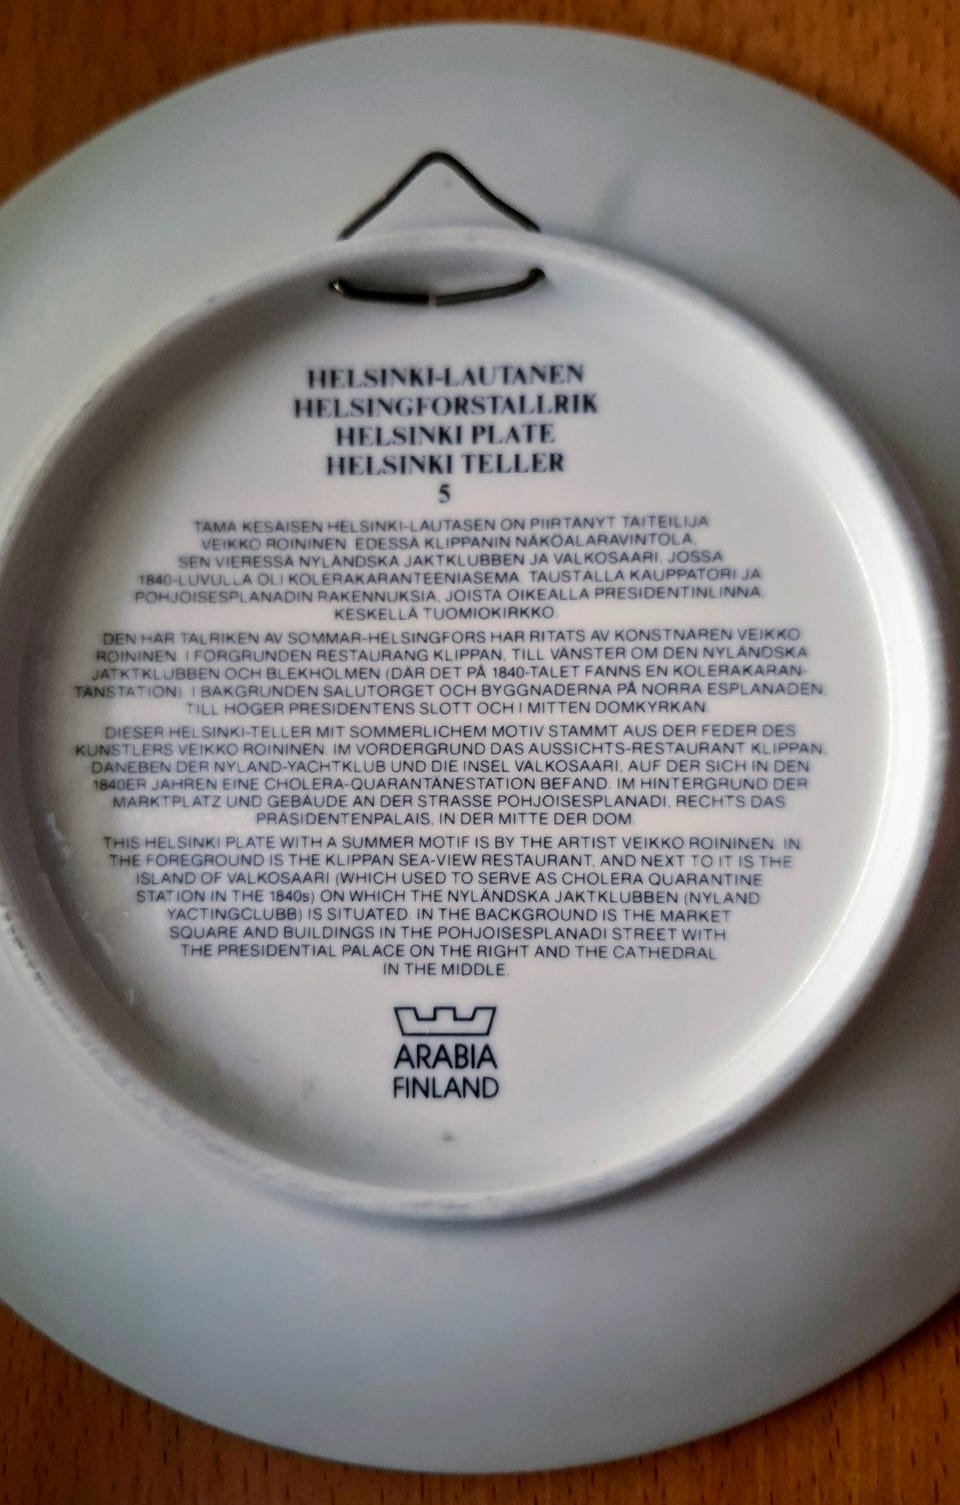 HELSINKI-LAUTANEN
HELSINGFORSTALLRIK
HELSINKI PLATE
HELSINKI TELLER
5
TÄMÄ KESÄISEN HELSINKI-LAUTASEN ON PIIRTÄNYT TAITEILIJA
VEIKKO ROININEN. EDESSÄ KLIPPANIN NÄKÖALARAVINTOLA,
SEN VIERESSÄ NYLÄNDSKA JAKTKLUBBEN JA VALKOSAARI, JOSSA
1840-LUVULLA OLI KOLERAKARANTEENIASEMA. TAUSTALLA KAUPPATORI JA
POHJOISESPLANADIN RAKENNUKSIA, JOISTA OIKEALLA PRESIDENTINLINNA,
KESKELLÄ TUOMIOKIRKKO.
DEN HÄR TALRIKEN AV SOMMAR-HELSINGFORS HAR RITATS AV KONSTNÄREN VEIKKO
ROININEN. I FÖRGRUNDEN RESTAURANG KLIPPAN, TILL VÄNSTER OM DEN NYLÄNDSKA
JATKTKLUBBEN OCH BLEKHOLMEN (DÄR DET PÅ 1840-TALET FANNS EN KOLERAKARAN-
TÄNSTATION). I BAKGRUNDEN SALUTORGET OCH BYGGNADERNA PÅ NORRA ESPLANADEN.
TILL HÖGER PRESIDENTENS SLOTT OCH I MITTEN DOMKYRKAN.
DIESER HELSINKI-TELLER MIT SOMMERLICHEM MOTIV STAMMT AUS DER FEDER DES
KÜNSTLERS VEIKKO ROININEN. IM VORDERGRUND DAS AUSSICHTS-RESTAURANT KLIPPAN,
DANEBEN DER NYLAND-YACHTKLUB UND DIE INSEL VALKOSAARI, AUF DER SICH IN DEN
1840ER JAHREN EINE CHOLERA-QUARANTÄNESTATION BEFAND. IM HINTERGRUND DER
MARKTPLATZ UND GEBÄUDE AN DER STRASSE POHJOISESPLANADI, RECHTS DAS
PRÄSIDENTENPALAIS, IN DER MITTE DER DOM.
THIS HELSINKI PLATE WITH A SUMMER MOTIF IS BY THE ARTIST VEIKKO ROININEN. IN
THE FOREGROUND IS THE KLIPPAN SEA-VIEW RESTAURANT, AND NEXT TO IT IS THE
ISLAND OF VALKOSAARI (WHICH USED TO SERVE AS CHOLERA QUARANTINE
STATION IN THE 1840s) ON WHICH THE NYLÄNDSKA JAKTKLUBBEN (NYLAND
YACTINGCLUBB) IS SITUATED. IN THE BACKGROUND IS THE MARKET
SQUARE AND BUILDINGS IN THE POHJOISESPLANADI STREET WITH
THE PRESIDENTIAL PALACE ON THE RIGHT AND THE CATHEDRAL
IN THE MIDDLE.
ARABIA
FINLAND